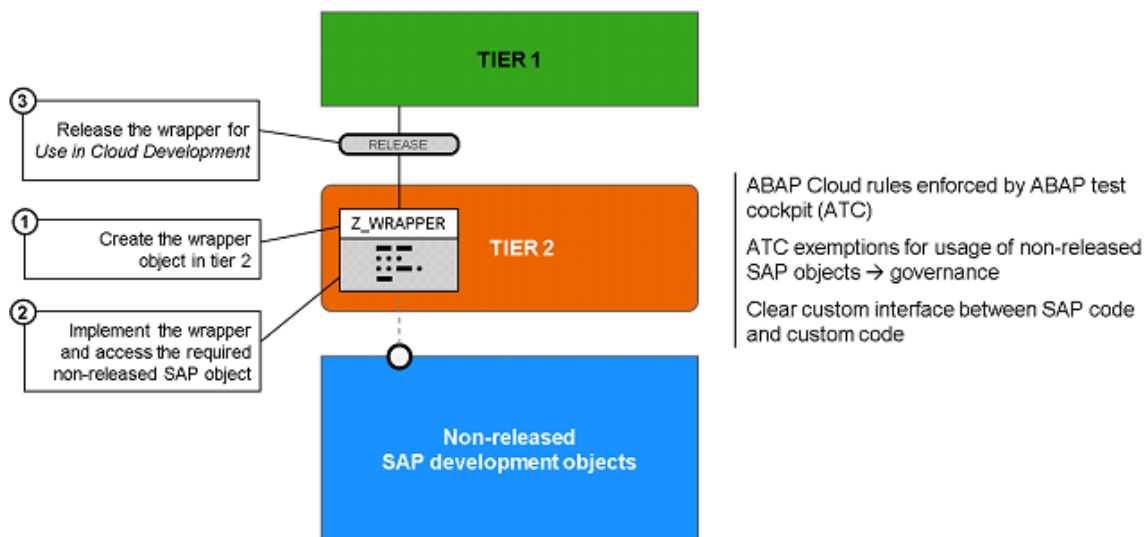 TIER 1
3
Release the wrapper for
Use in Cloud Development
RELEASE
1
Create the wrapper
object in tier 2
Z_WRAPPER
TIER 2
2
Implement the wrapper
and access the required
non-released SAP object
Non-released
SAP development objects
ABAP Cloud rules enforced by ABAP test
cockpit (ATC)
ATC exemptions for usage of non-released
SAP objects → governance
Clear custom interface between SAP code
and custom code